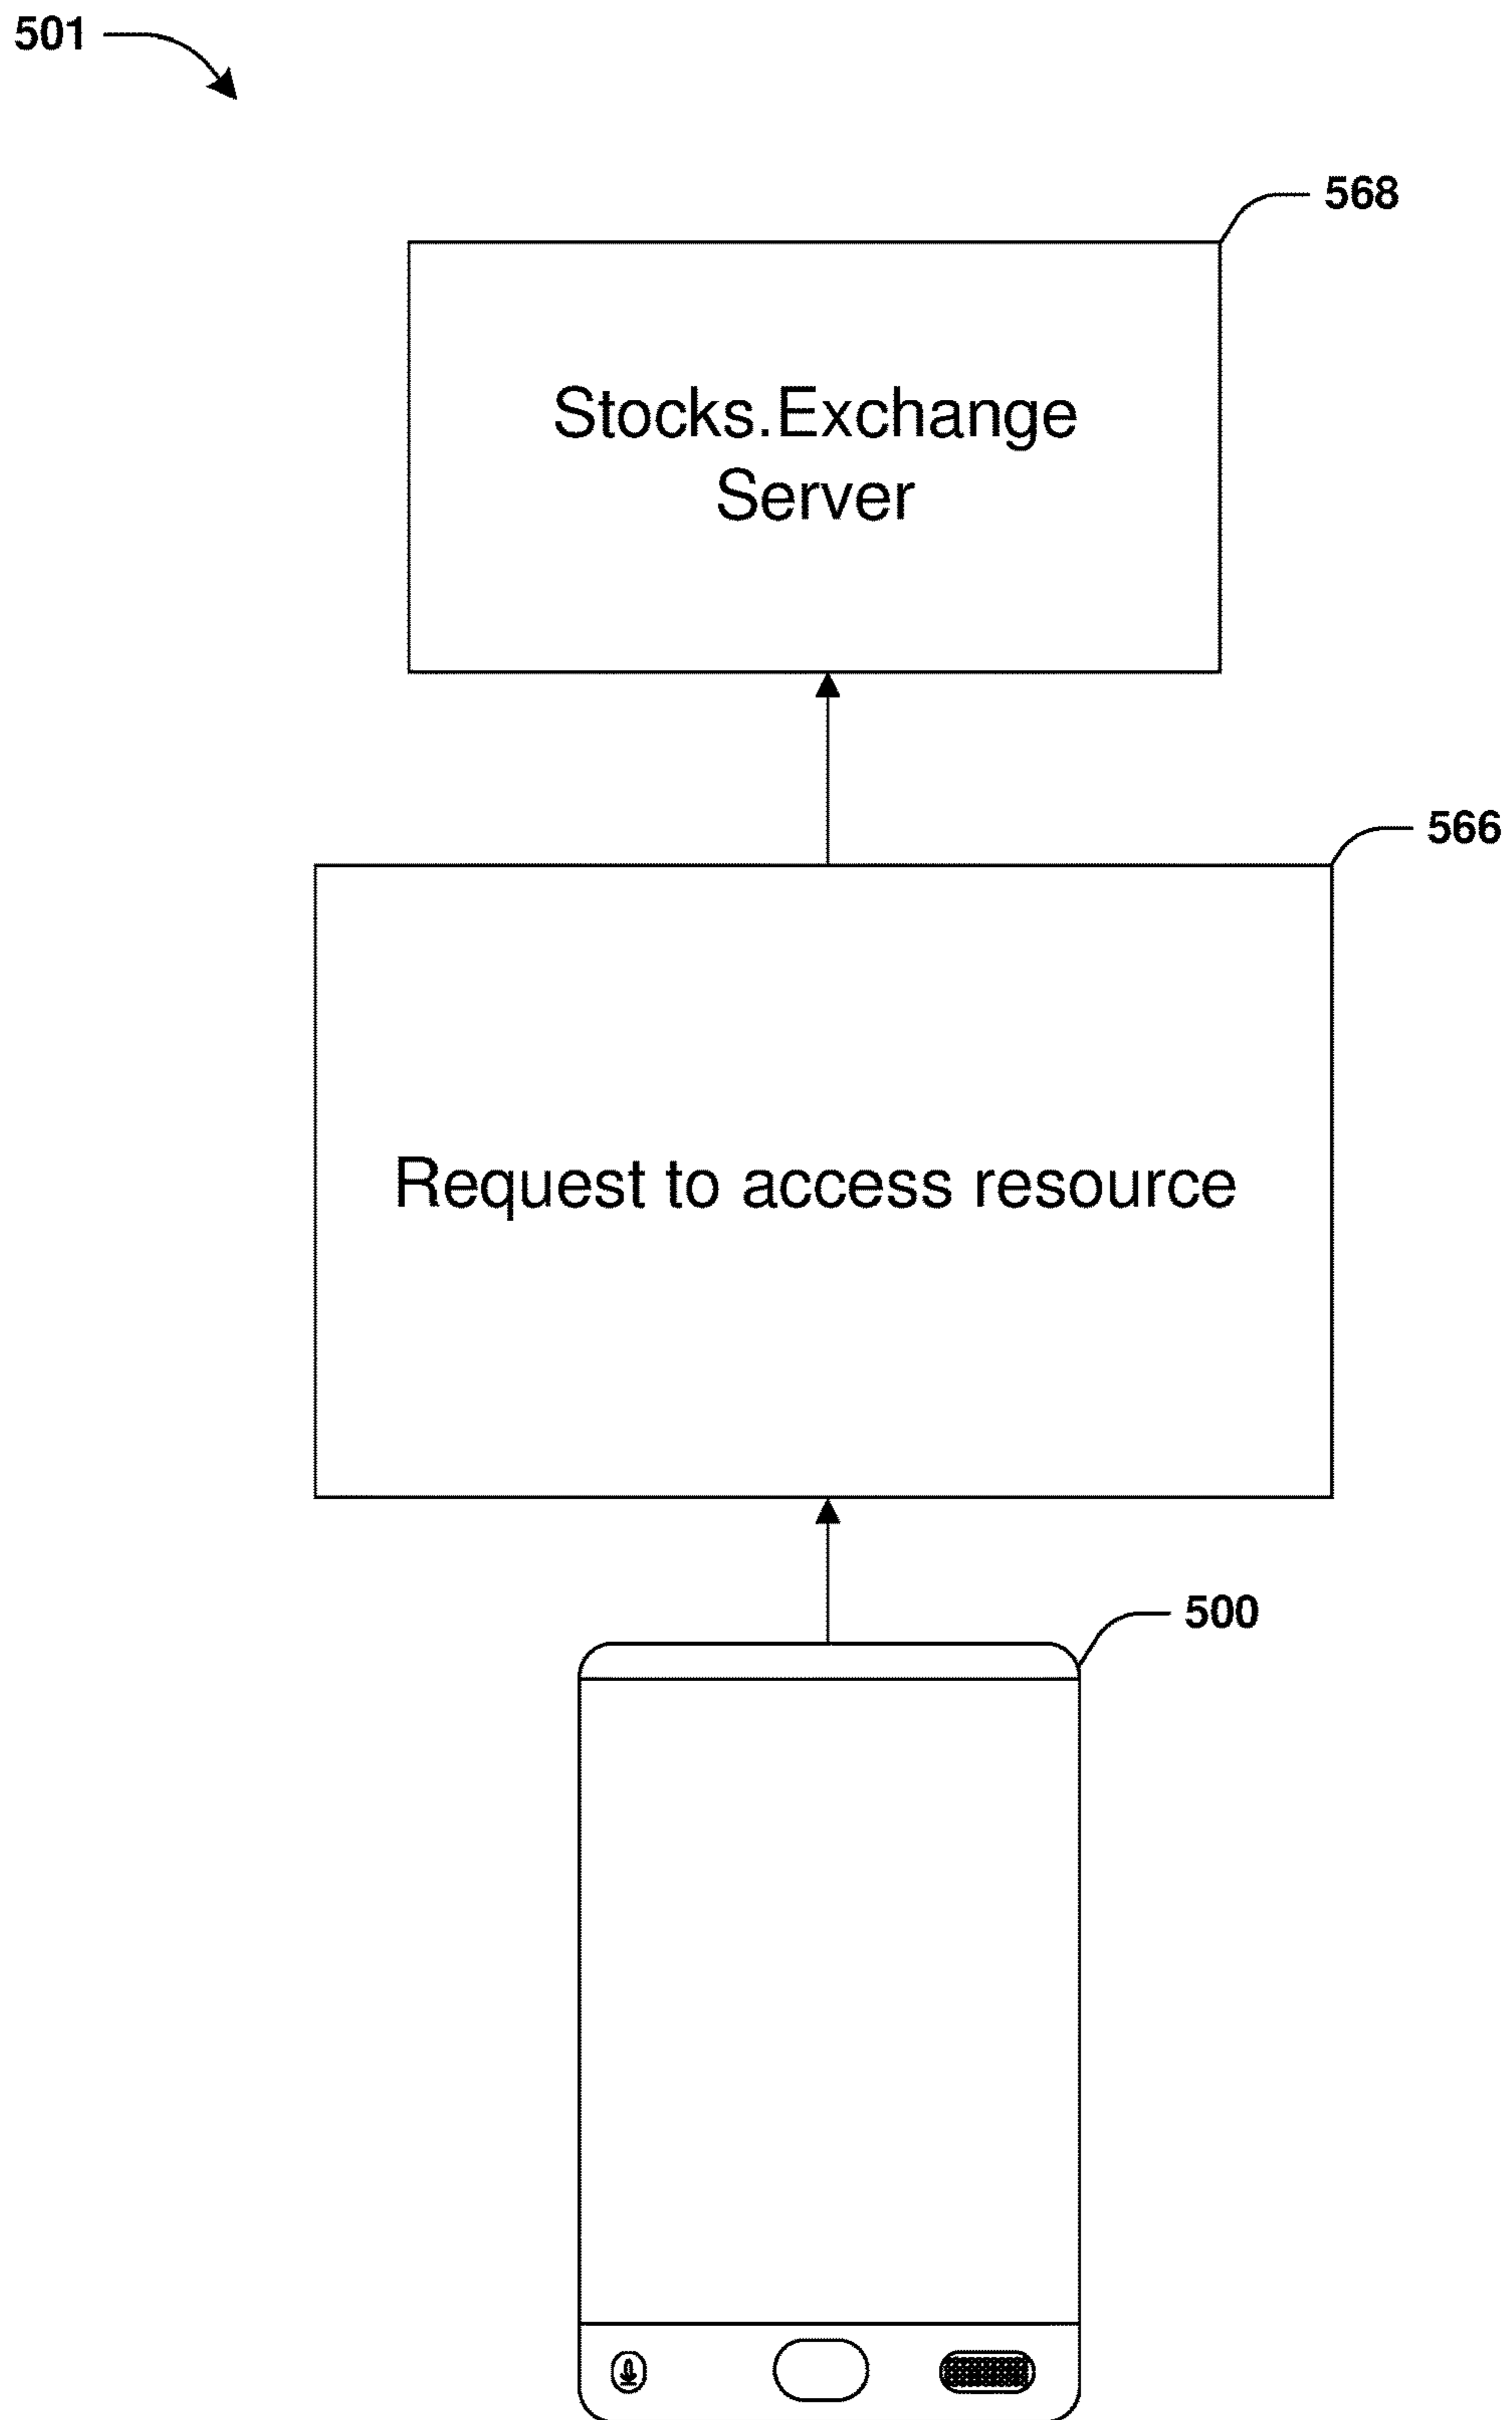 501
568
Stocks.Exchange
Server
566
Request to access resource
500